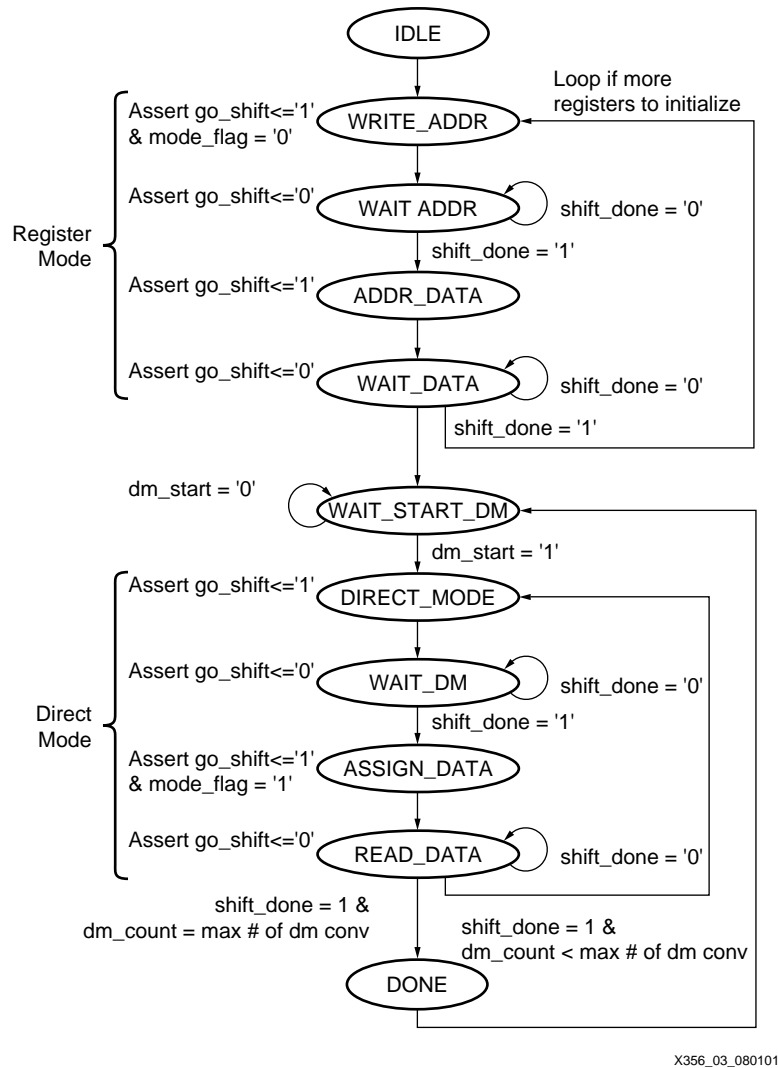 IDLE
Loop if more
registers to initialize
Assert go_shift<='1'
& mode_flag = '0'
WRITE_ADDR
Assert go_shift<='0'
WAIT ADDR
shift_done = '0'
Register
Mode
shift_done = '1'
Assert go_shift<='1'
ADDR_DATA
Assert go_shift<='0'
WAIT_DATA
shift_done = '0'
shift_done = '1'
dm_start = '0'
WAIT_START_DM
dm_start = '1'
Assert go_shift<='1'
DIRECT_MODE
Assert go_shift<='0'
WAIT_DM
shift_done = '0'
Direct
Mode
shift_done = '1'
Assert go_shift<='1'
& mode_flag = '1'
ASSIGN_DATA
Assert go_shift<='0'
READ_DATA
shift_done = '0'
shift_done = 1 &
dm_count = max # of dm conv
shift_done = 1 &
dm_count < max # of dm conv
DONE
X356_03_080101